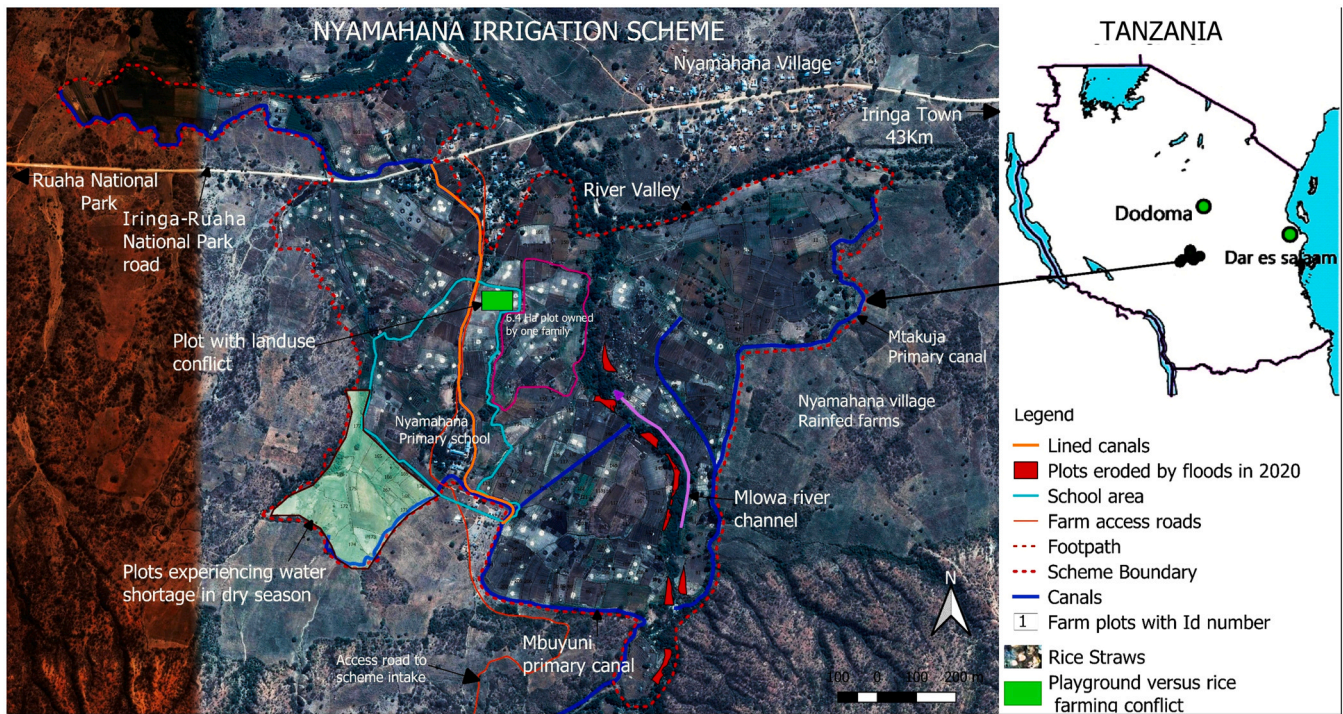 NYAMAHANA IRRIGATION SCHEME
Nyamahana Village
Iringa Town
43Km
Ruaha National
Park
Iringa-Ruaha
National Park
road
River Valley
Plot with landuse
conflict
6.4 Ha plot owned
by one family
Mtakuja
Primary canal
Nyamahana village
Rainfed farms
Nyamahana
Primary school
Mlowa river
channel
Plots experiencing water
shortage in dry season
Mbuyuni
primary canal
Access road to
scheme intake
N
100 0 100 200 m
TANZANIA
Dodoma
Dar es salaam
Legend
Lined canals
Plots eroded by floods in 2020
School area
Farm access roads
Footpath
Scheme Boundary
Canals
1 Farm plots with Id number
Rice Straws
Playground versus rice
farming conflict